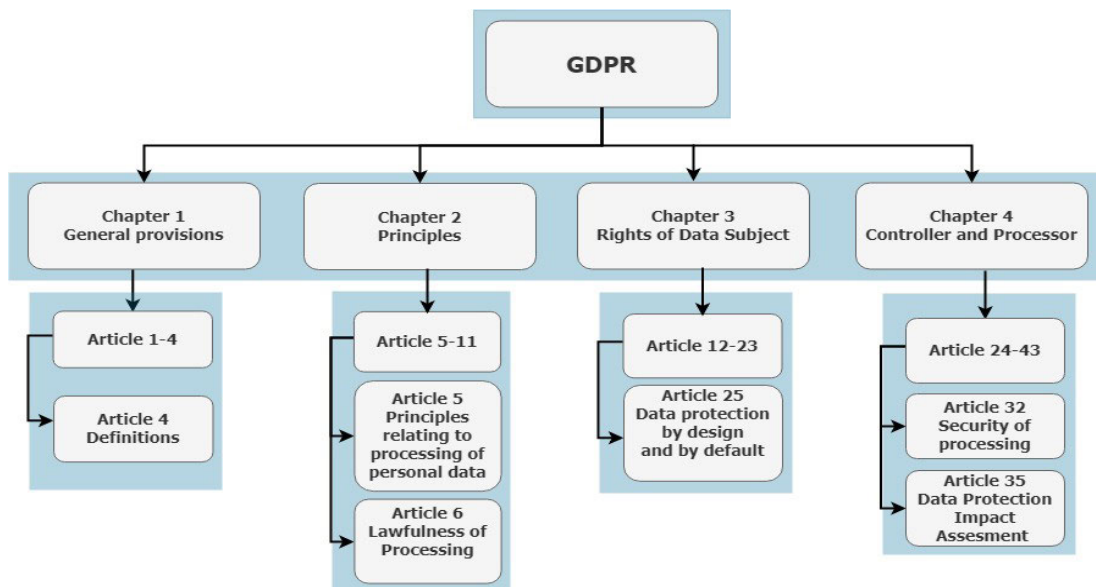 GDPR
Chapter 1
General provisions
Chapter 2
Principles
Chapter 3
Rights of Data Subject
Chapter 4
Controller and Processor
Article 1-4
Article 4
Definitions
Article 5-11
Article 5
Principles
relating to
processing of
personal data
Article 6
Lawfulness of
Processing
Article 12-23
Article 25
Data protection
by design
and by default
Article 24-43
Article 32
Security of
processing
Article 35
Data Protection
Impact
Assesment